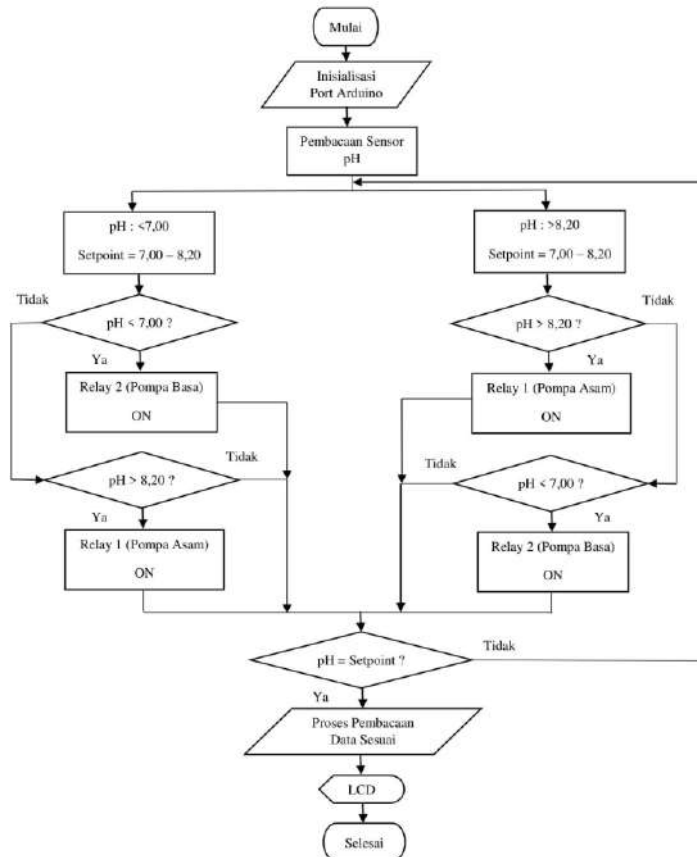 Mulai
Inisialisasi
Port Arduino
Pembacaan Sensor
pH
pH : <7,00
Setpoint = 7,00 – 8,20
Tidak
pH < 7,00 ?
Ya
Relay 2 (Pompa Basa)
ON
pH > 8,20 ?
Tidak
Ya
Relay 1 (Pompa Asam)
ON
pH : >8,20
Setpoint = 7,00 – 8,20
Tidak
pH > 8,20 ?
Ya
Relay 1 (Pompa Asam)
ON
Tidak
pH < 7,00 ?
Ya
Relay 2 (Pompa Basa)
ON
pH = Setpoint ?
Tidak
Ya
Proses Pembacaan
Data Sesuai
LCD
Selesai